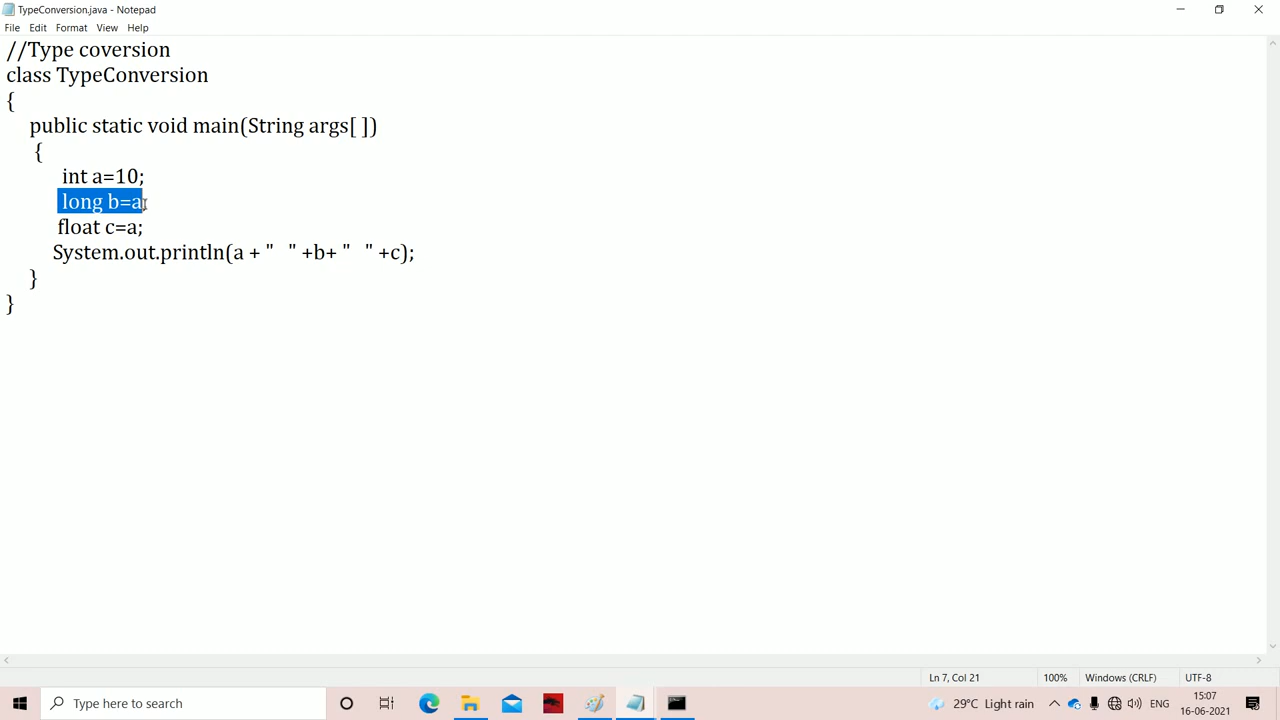 TypeConversion.java - Notepad
File Edit Format View Help
//Type coversion
class TypeConversion
{
public static void main(String args[ ])
{
int a=10;
long b=a
float c=a;
System.out.println(a + "   " +b+ "   " +c);
}
}
Ln 7, Col 21 100% Windows (CRLF) UTF-8
Type here to search
29°C Light rain
ENG
15:07
16-06-2021